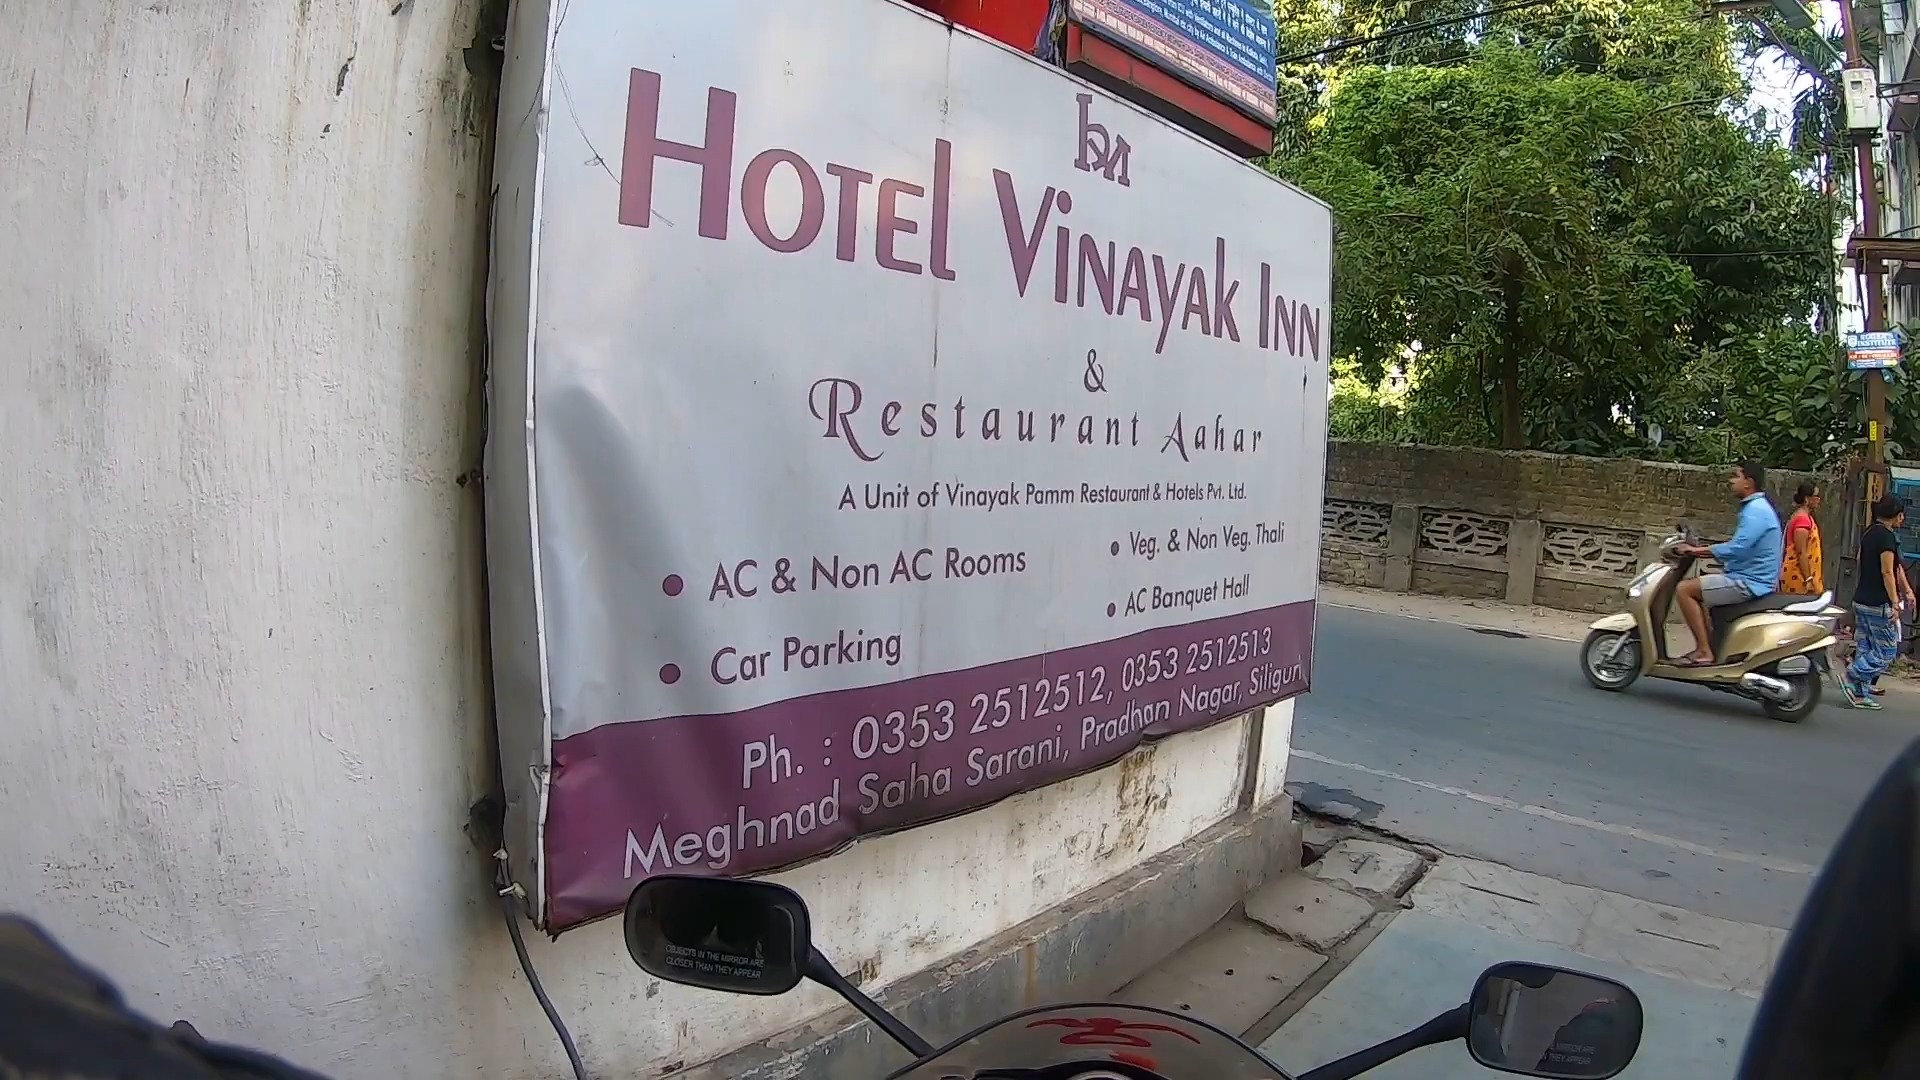 Hotel Vinayak Inn
&
Restaurant Aahar
A Unit of Vinayak Pamm Restaurant & Hotels Pvt. Ltd.
• AC & Non AC Rooms
• Car Parking
• Veg. & Non Veg. Thali
• AC Banquet Hall
Ph. : 0353 2512512, 0353 2512513
Meghnad Saha Sarani, Pradhan Nagar, Siliguri
OBJECTS IN THE MIRROR ARE
CLOSER THAN THEY APPEAR
INSTITUTE